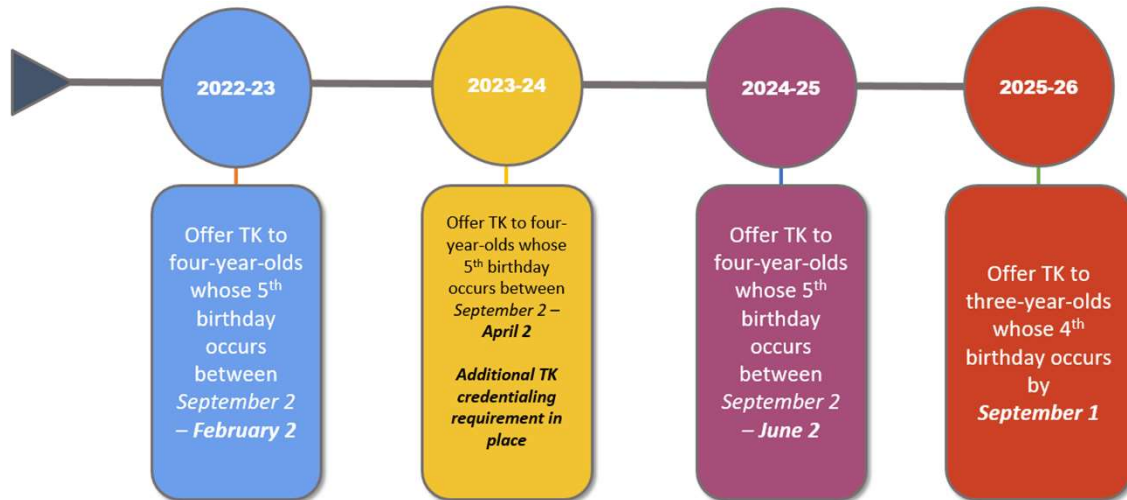 2022-23
2023-24
2024-25
2025-26
Offer TK to
four-year-olds
whose 5th
birthday
occurs
between
September 2
– February 2
Offer TK to four-
year-olds whose
5th birthday
occurs between
September 2 –
April 2
Additional TK
credentialing
requirement in
place
Offer TK to
four-year-olds
whose 5th
birthday
occurs
between
September 2
– June 2
Offer TK to
three-year-olds
whose 4th
birthday occurs
by
September 1